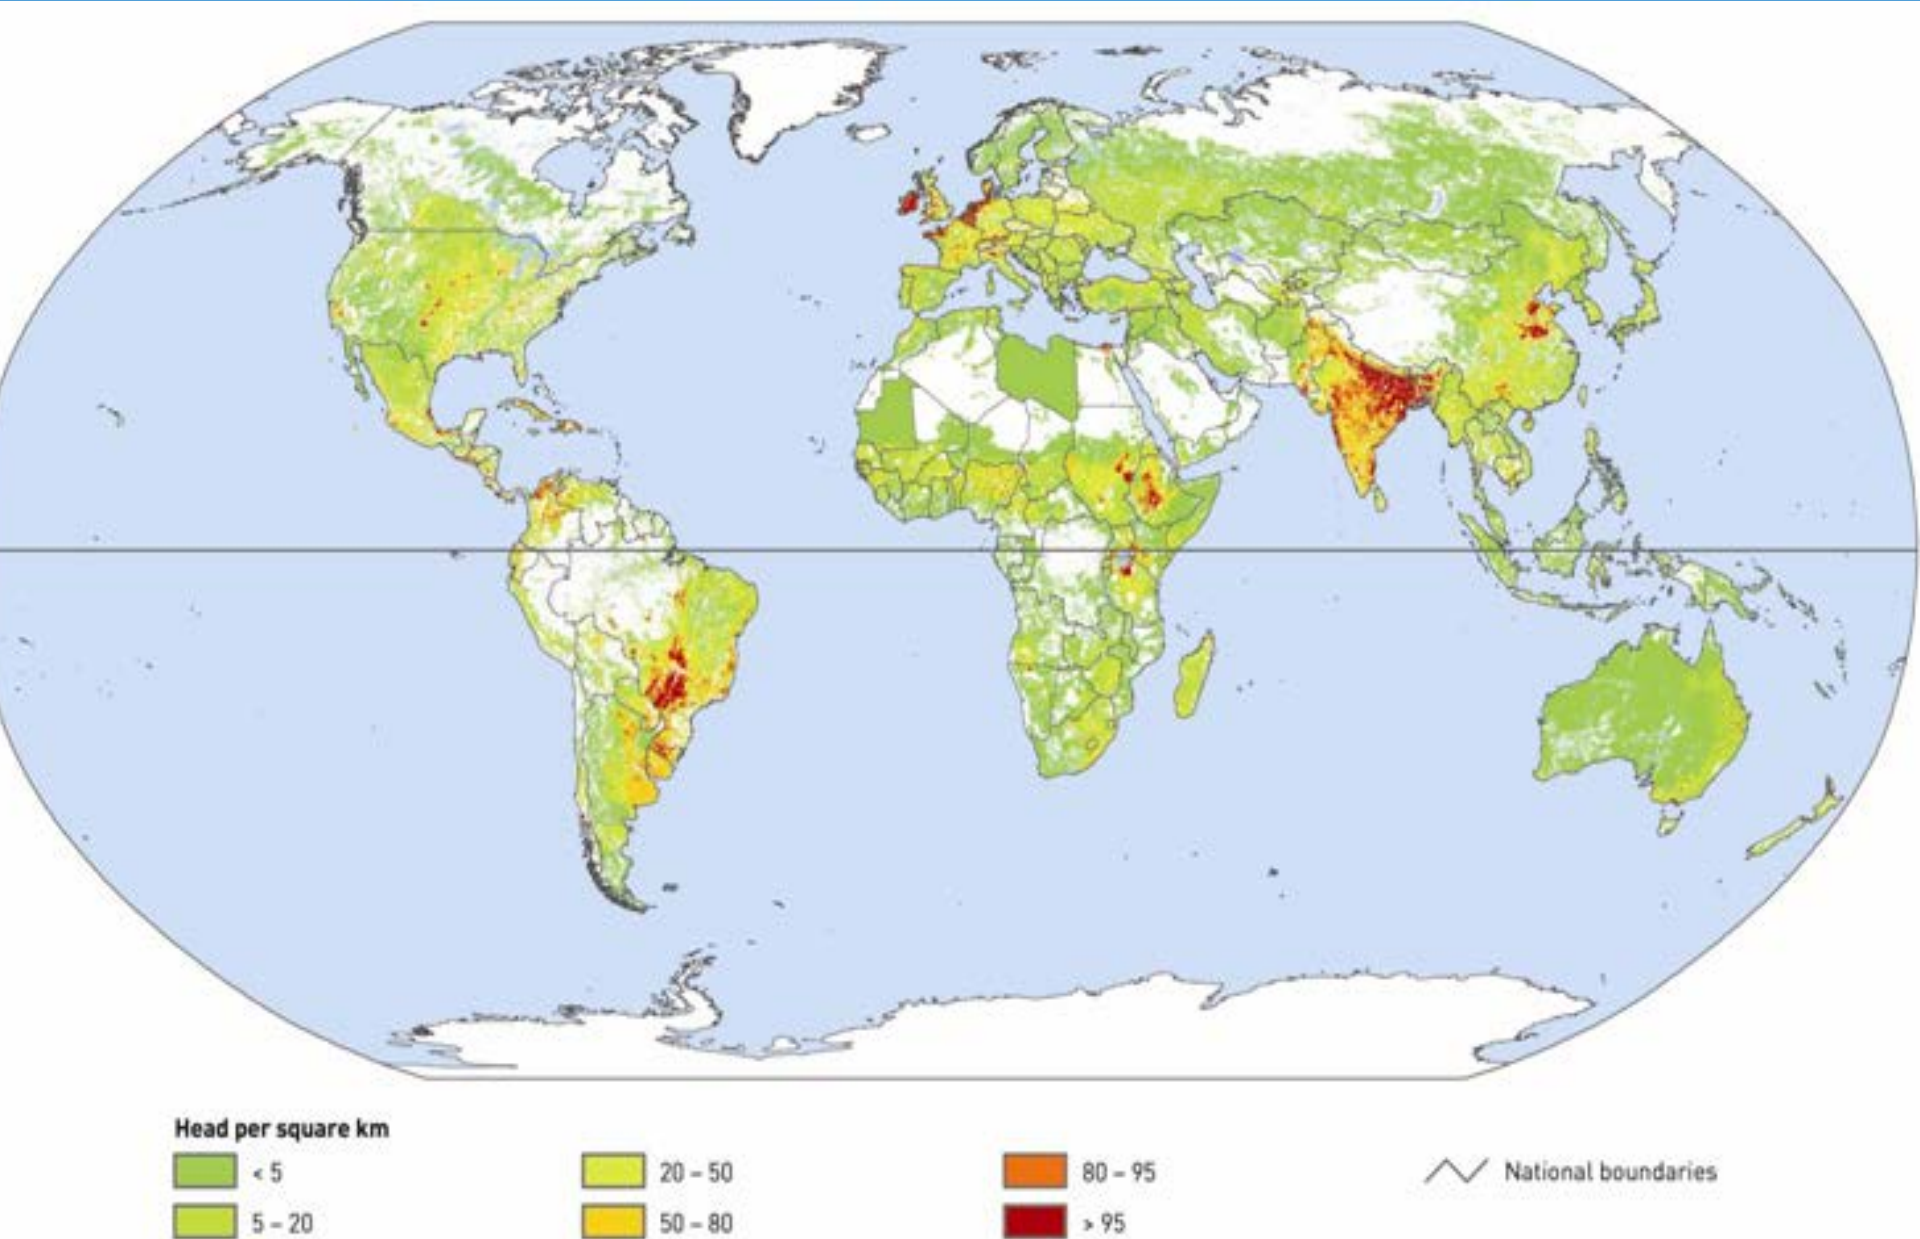 Head per square km
< 5
5 – 20
20 – 50
50 – 80
80 – 95
> 95
National boundaries